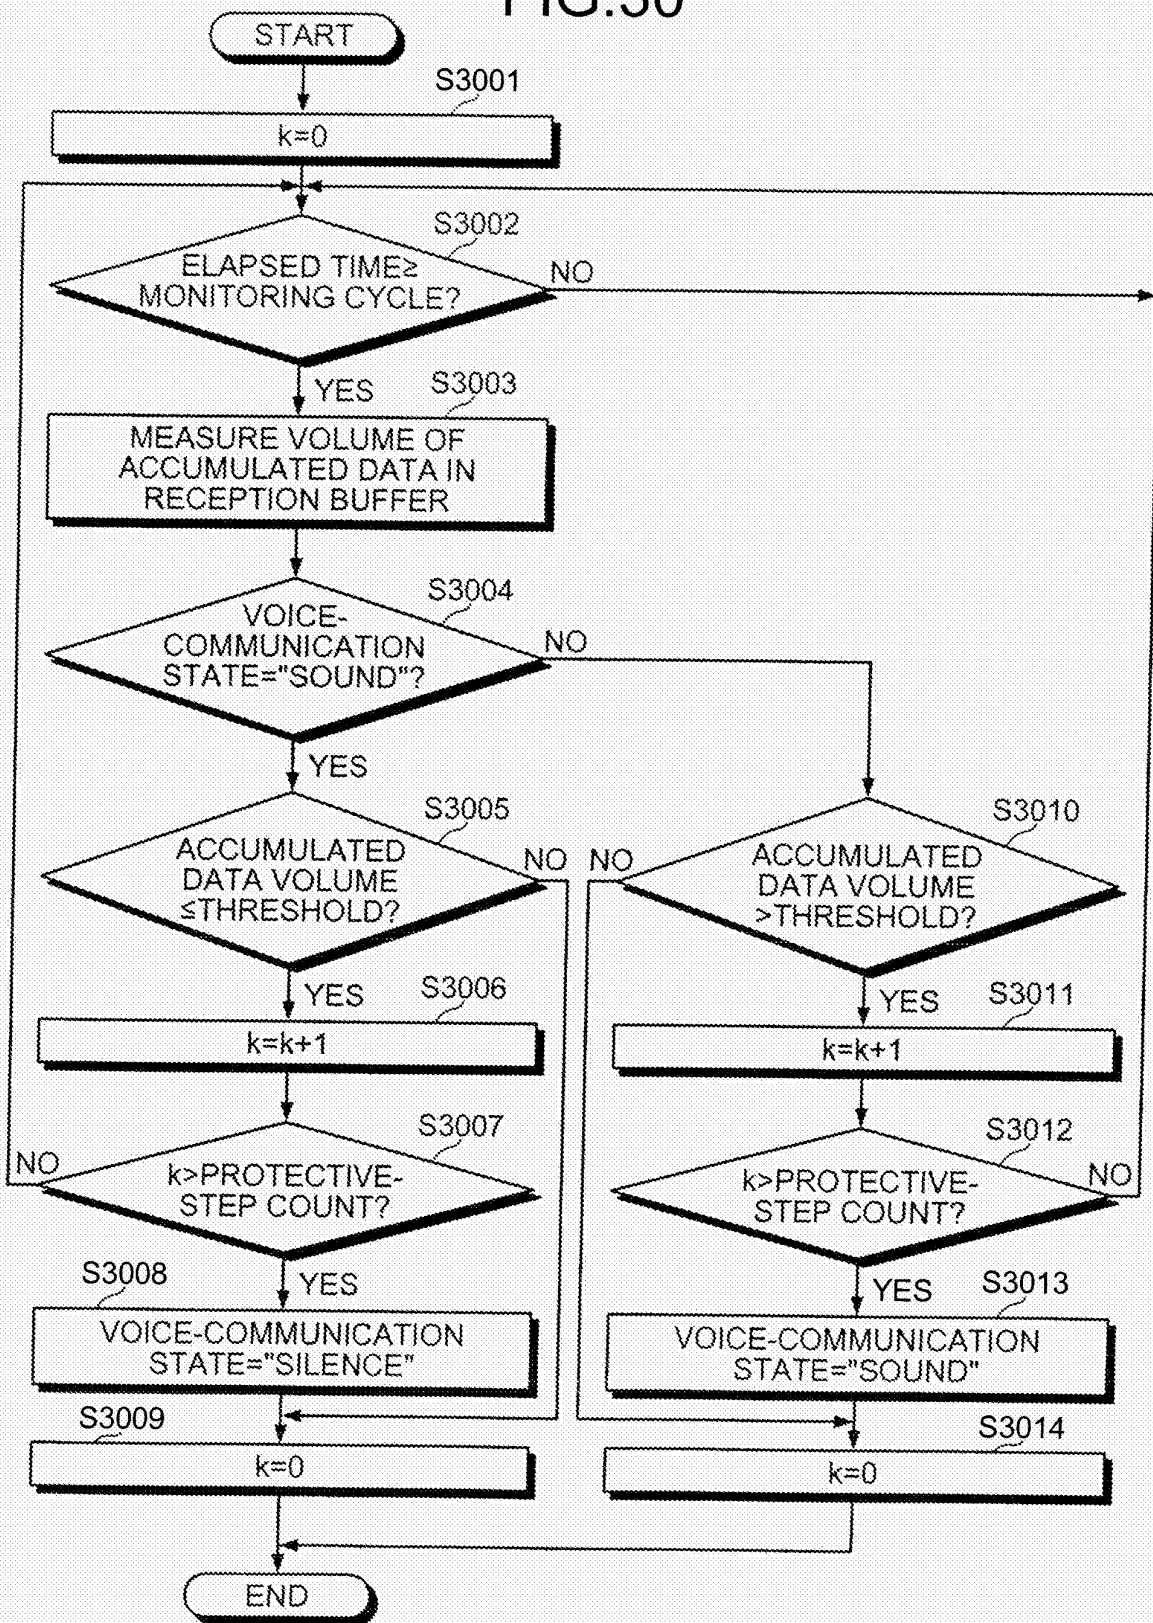 FIG.30
START
S3001
k=0
S3002
ELAPSED TIME≥
MONITORING CYCLE?
NO
YES
S3003
MEASURE VOLUME OF
ACCUMULATED DATA IN
RECEPTION BUFFER
S3004
VOICE-
COMMUNICATION
STATE="SOUND"?
NO
YES
S3005
ACCUMULATED
DATA VOLUME
≤THRESHOLD?
NO
YES
S3006
k=k+1
S3007
k>PROTECTIVE-
STEP COUNT?
NO
YES
S3008
VOICE-COMMUNICATION
STATE="SILENCE"
S3009
k=0
S3010
ACCUMULATED
DATA VOLUME
>THRESHOLD?
NO
YES
S3011
k=k+1
S3012
k>PROTECTIVE-
STEP COUNT?
NO
YES
S3013
VOICE-COMMUNICATION
STATE="SOUND"
S3014
k=0
END